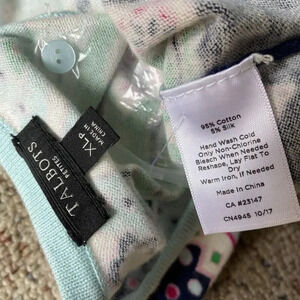 TALBOTS
PETITES
XLP
MADE IN
CHINA
95% Cotton
5% Silk
Hand Wash Cold
Only Non-Chlorine
Bleach When Needed
Reshape, Lay Flat To
Dry
Warm Iron, If Needed
Made in China
CA #23147
CN4945 10/17